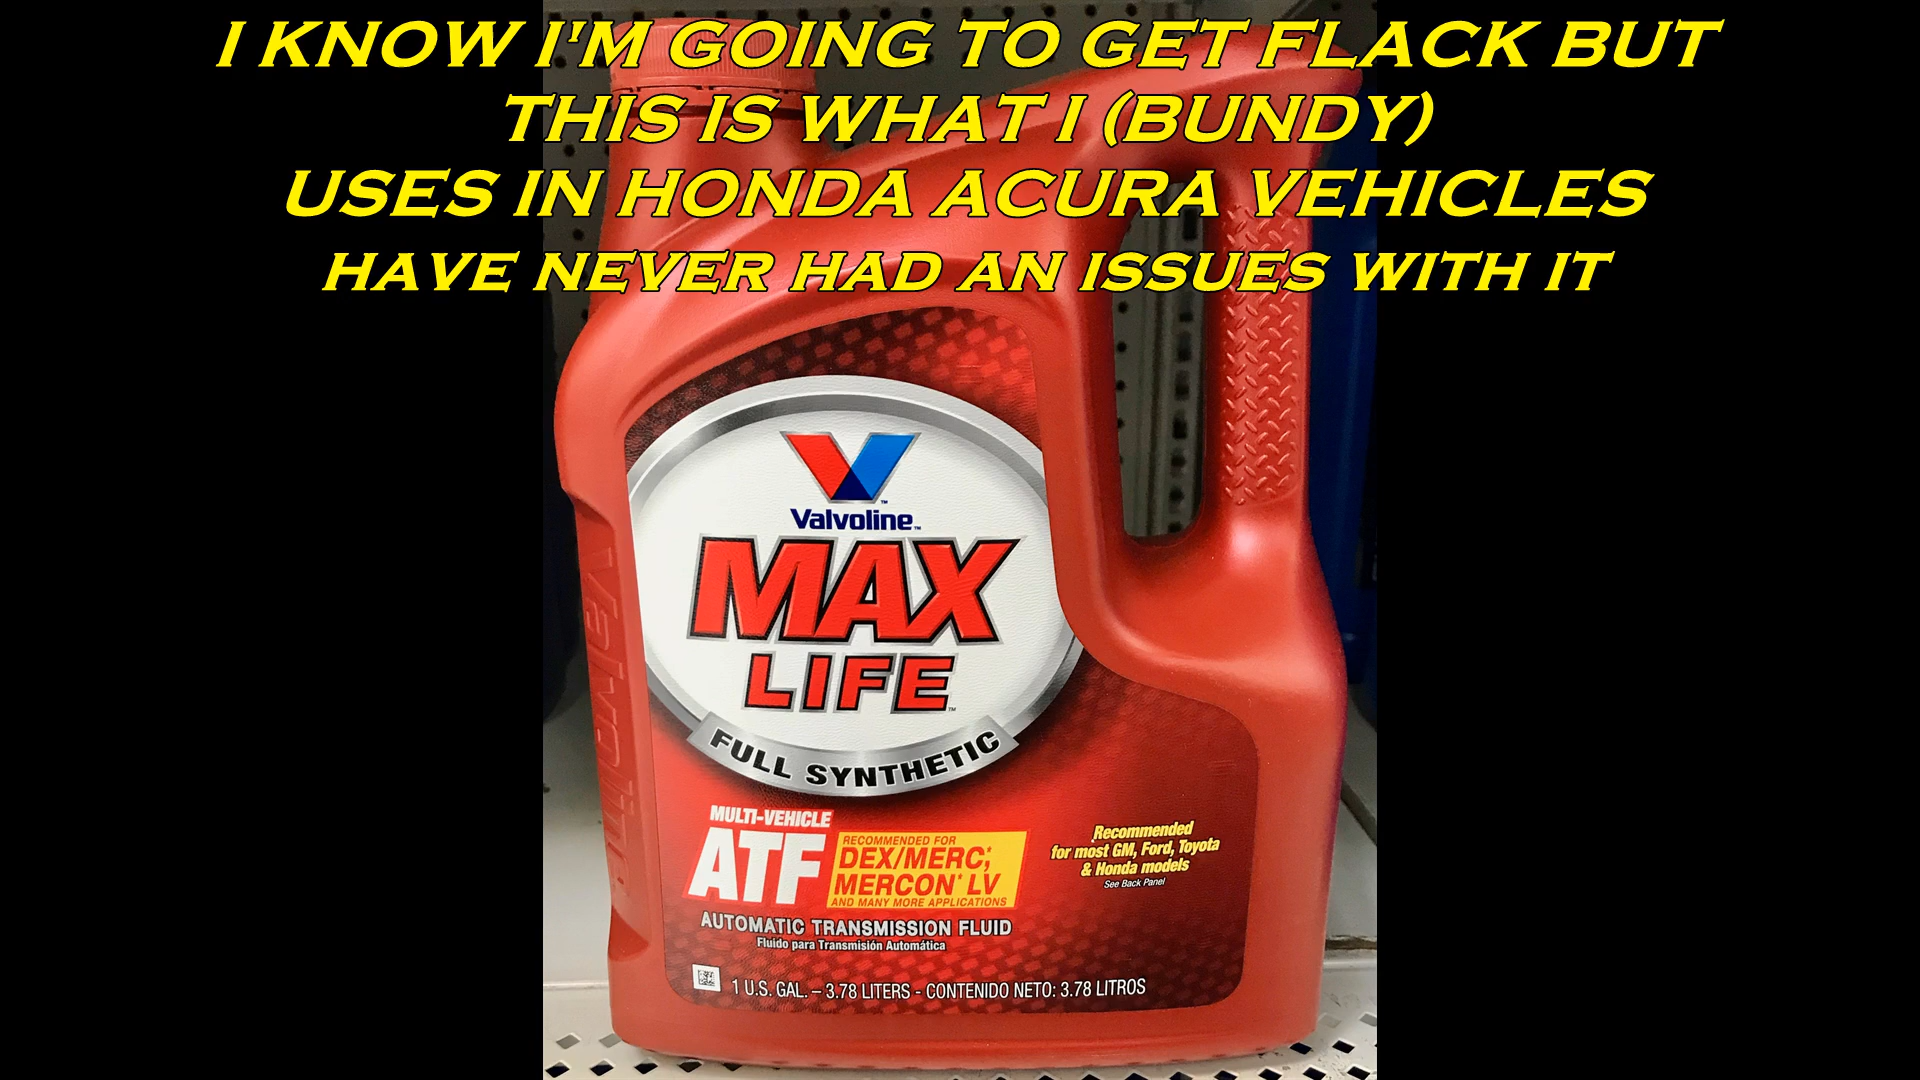 I KNOW I'M GOING TO GET FLACK BUT
THIS IS WHAT I (BUNDY)
USES IN HONDA ACURA VEHICLES
HAVE NEVER HAD AN ISSUES WITH IT
Valvoline™
MAX
LIFE™
FULL SYNTHETIC
MULTI-VEHICLE
ATF
RECOMMENDED FOR
DEX/MERC,*
MERCON* LV
AND MANY MORE APPLICATIONS
Recommended
for most GM, Ford, Toyota
& Honda models
See Back Panel
AUTOMATIC TRANSMISSION FLUID
Fluido para Transmisión Automática
1 U.S. GAL. – 3.78 LITERS - CONTENIDO NETO: 3.78 LITROS
Valvoline